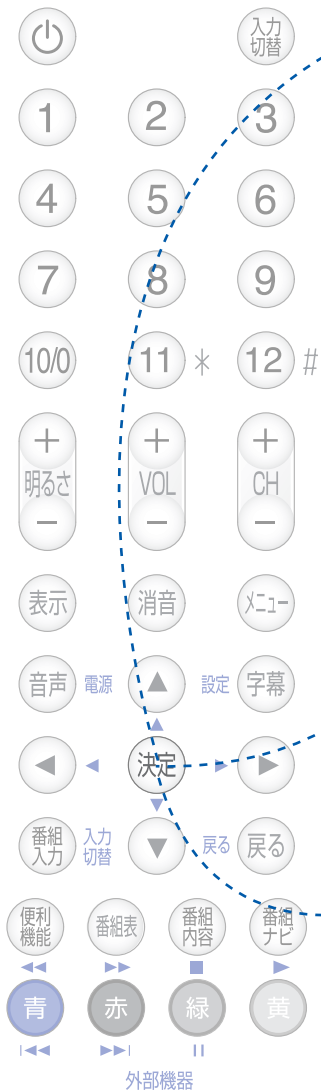 入力
切替
1 2 3
4 5 6
7 8 9
10/0 11 * 12 #
+ + +
明るさ VOL CH
− − −
表示 消音 メニュー
音声 電源 ▲ 設定 字幕
▲
◀ ◀ 決定 ▶ ▶
▼
番組
入力
入力
切替
▼ 戻る 戻る
便利
機能
番組表
番組
内容
番組
ナビ
◀◀ ▶▶ ■ ▶
青 赤 緑 黄
|◀◀ ▶▶| II
外部機器